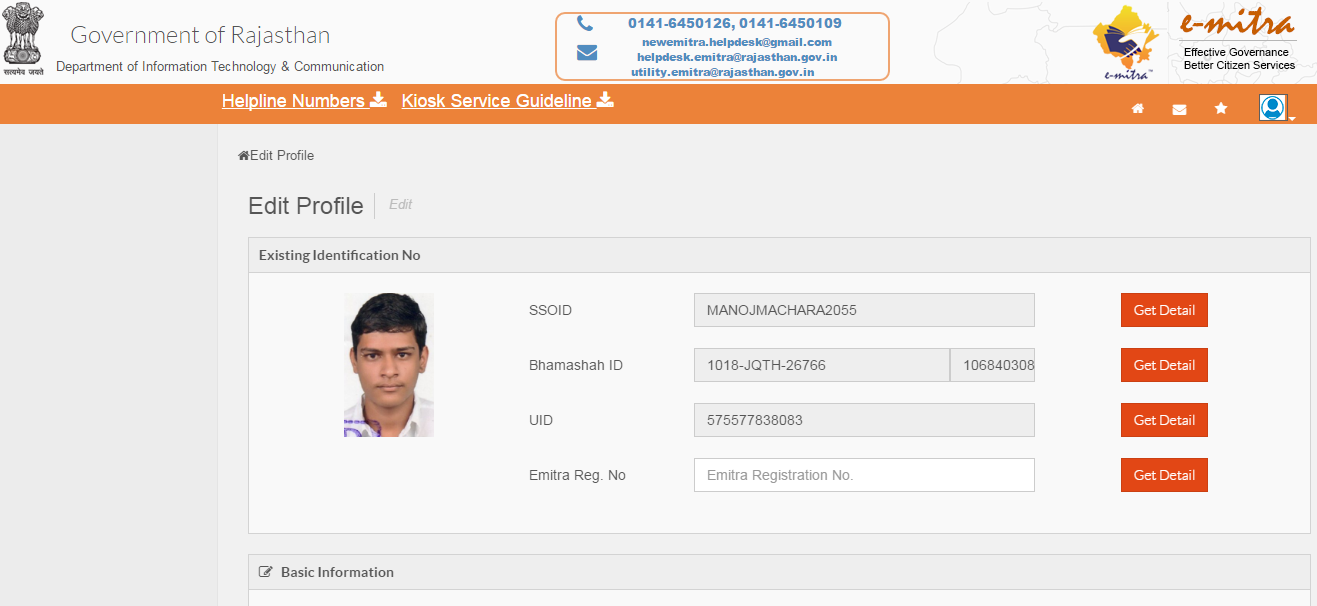 Government of Rajasthan
Department of Information Technology & Communication
सत्यमेव जयते
0141-6450126, 0141-6450109
newemitra.helpdesk@gmail.com
helpdesk.emitra@rajasthan.gov.in
utility.emitra@rajasthan.gov.in
e-mitra™
e-mitra
Effective Governance
Better Citizen Services
Helpline Numbers Kiosk Service Guideline
Edit Profile
Edit Profile Edit
Existing Identification No
SSOID MANOJMACHARA2055 Get Detail
Bhamashah ID 1018-JQTH-26766 106840308 Get Detail
UID 575577838083 Get Detail
Emitra Reg. No Emitra Registration No. Get Detail
Basic Information